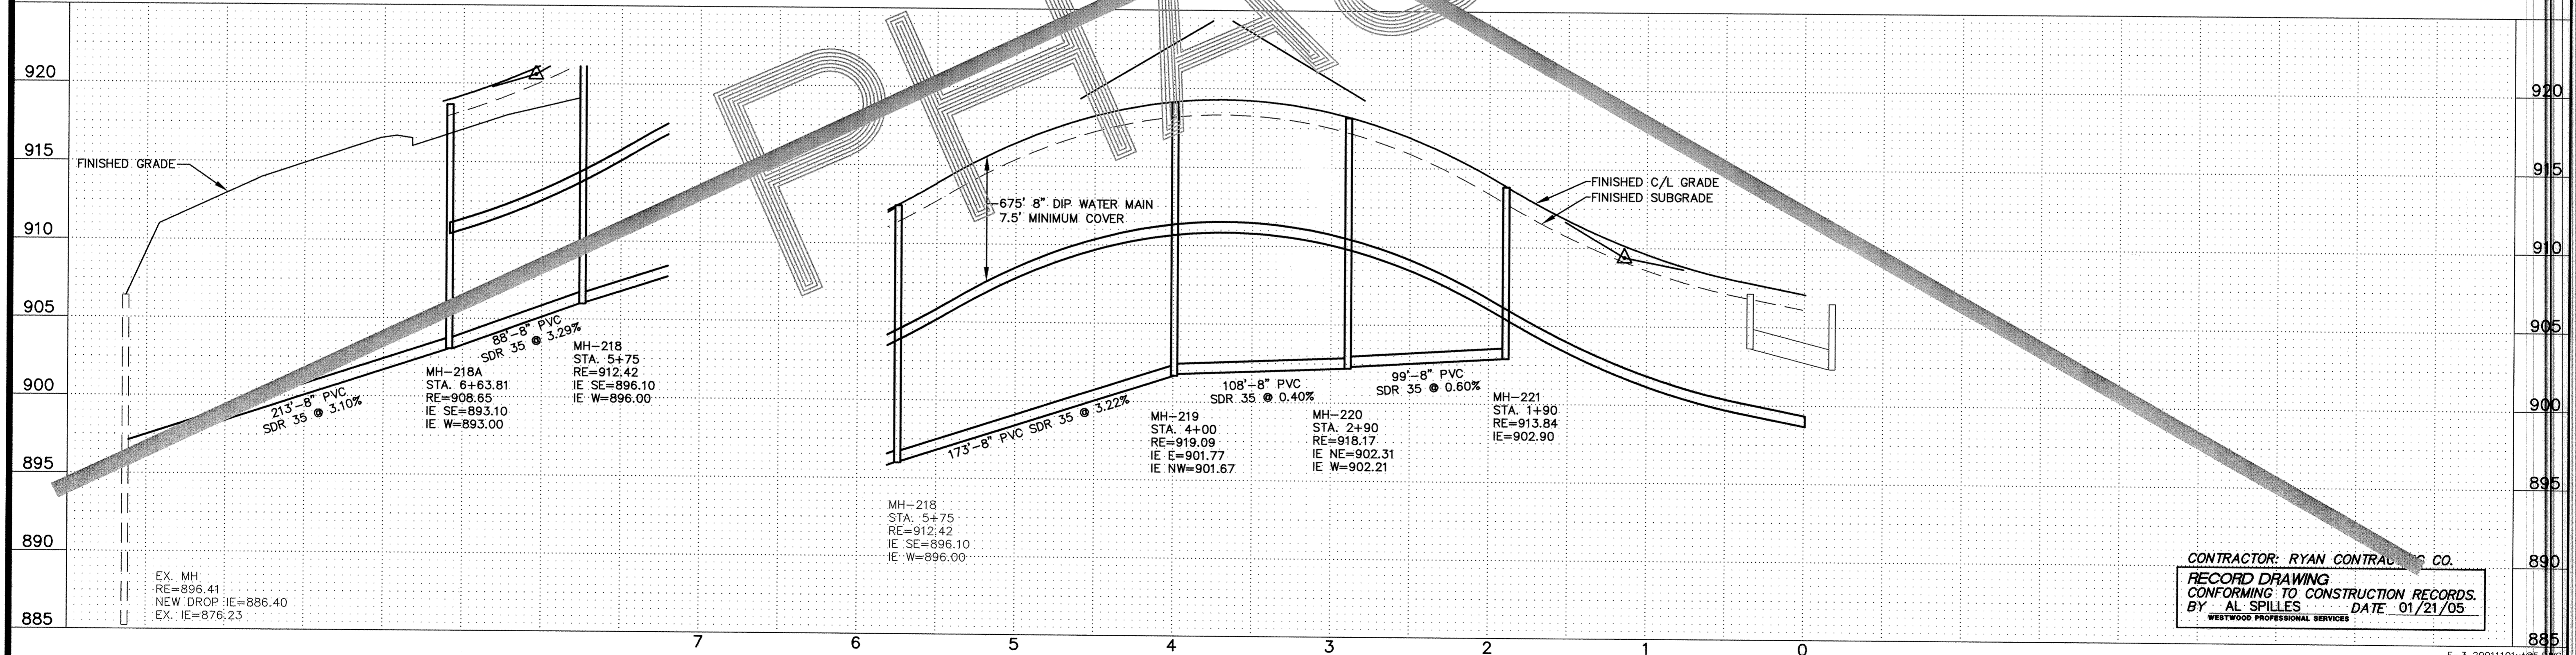 PHA
920
915
910
905
900
895
890
885
FINISHED GRADE
213'-8" PVC
SDR 35 @ 3.10%
88'-8" PVC
SDR 35 @ 3.29%
MH-218A
STA. 6+63.81
RE=908.65
IE SE=893.10
IE W=893.00
MH-218
STA. 5+75
RE=912.42
IE SE=896.10
IE W=896.00
EX. MH
RE=896.41
NEW DROP IE=886.40
EX. IE=876.23
675' 8" DIP WATER MAIN
7.5' MINIMUM COVER
173'-8" PVC SDR 35 @ 3.22%
MH-218
STA. 5+75
RE=912.42
IE SE=896.10
IE W=896.00
108'-8" PVC
SDR 35 @ 0.40%
MH-219
STA. 4+00
RE=919.09
IE E=901.77
IE NW=901.67
99'-8" PVC
SDR 35 @ 0.60%
MH-220
STA. 2+90
RE=918.17
IE NE=902.31
IE W=902.21
MH-221
STA. 1+90
RE=913.84
IE=902.90
FINISHED C/L GRADE
FINISHED SUBGRADE
920
915
910
905
900
895
890
885
7 6 5 4 3 2 1 0
CONTRACTOR: RYAN CONTRACTING CO.
RECORD DRAWING
CONFORMING TO CONSTRUCTION RECORDS.
BY AL SPILLES DATE 01/21/05
WESTWOOD PROFESSIONAL SERVICES